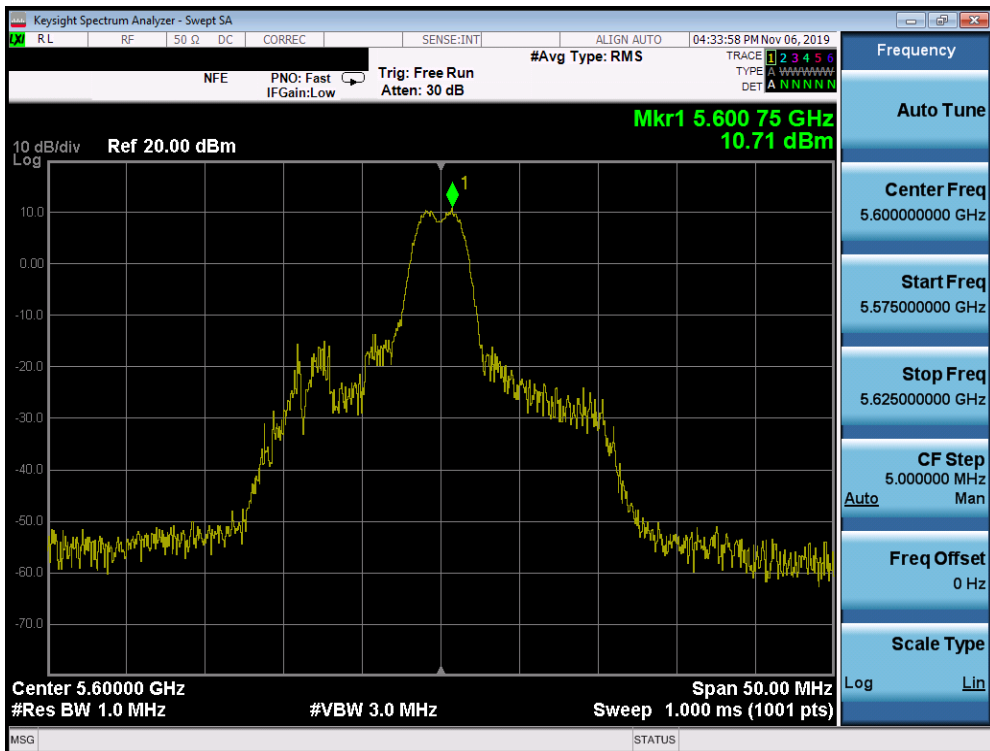 Keysight Spectrum Analyzer - Swept SA
LXI RL RF 50 Ω DC CORREC SENSE:INT ALIGN AUTO 04:33:58 PM Nov 06, 2019
Frequency
#Avg Type: RMS TRACE 1 2 3 4 5 6
NFE PNO: Fast Trig: Free Run TYPE A WWWWW
IFGain:Low Atten: 30 dB DET A N N N N N
Auto Tune
Mkr1 5.600 75 GHz
10.71 dBm
10 dB/div Ref 20.00 dBm
Log
1
10.0
0.00
-10.0
-20.0
-30.0
-40.0
-50.0
-60.0
-70.0
Center Freq
5.600000000 GHz
Start Freq
5.575000000 GHz
Stop Freq
5.625000000 GHz
CF Step
5.000000 MHz
Auto Man
Freq Offset
0 Hz
Scale Type
Log Lin
Center 5.60000 GHz Span 50.00 MHz
#Res BW 1.0 MHz #VBW 3.0 MHz Sweep 1.000 ms (1001 pts)
MSG STATUS